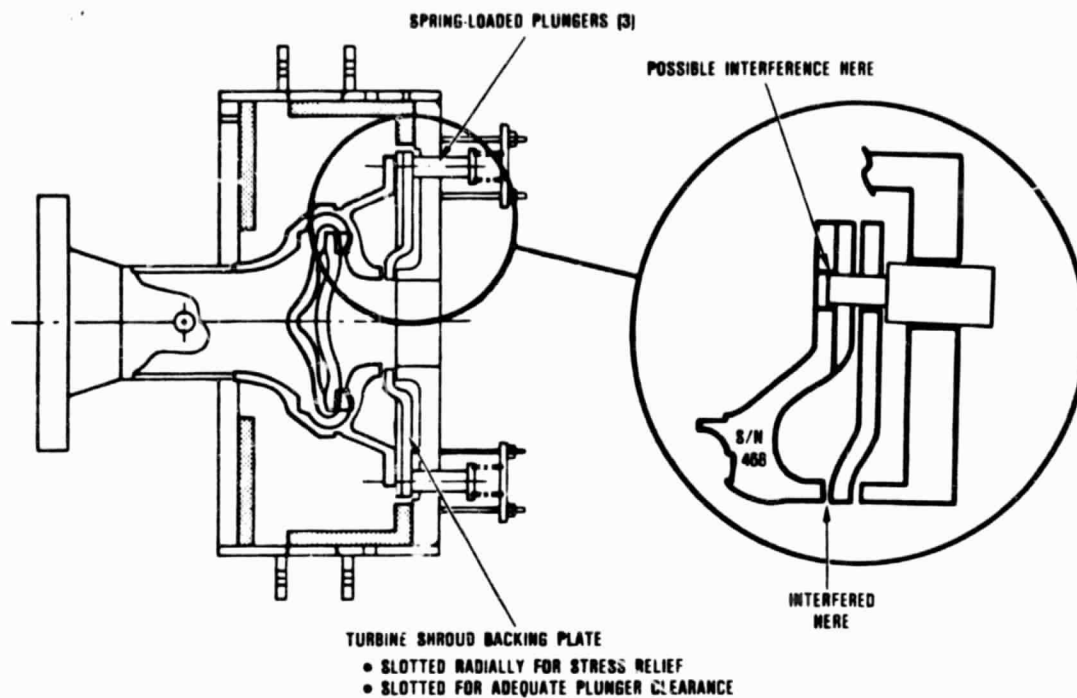 SPRING-LOADED PLUNGERS (3)
POSSIBLE INTERFERENCE HERE
S/N
468
INTERFERED
HERE
TURBINE SHROUD BACKING PLATE
• SLOTTED RADIALLY FOR STRESS RELIEF
• SLOTTED FOR ADEQUATE PLUNGER CLEARANCE